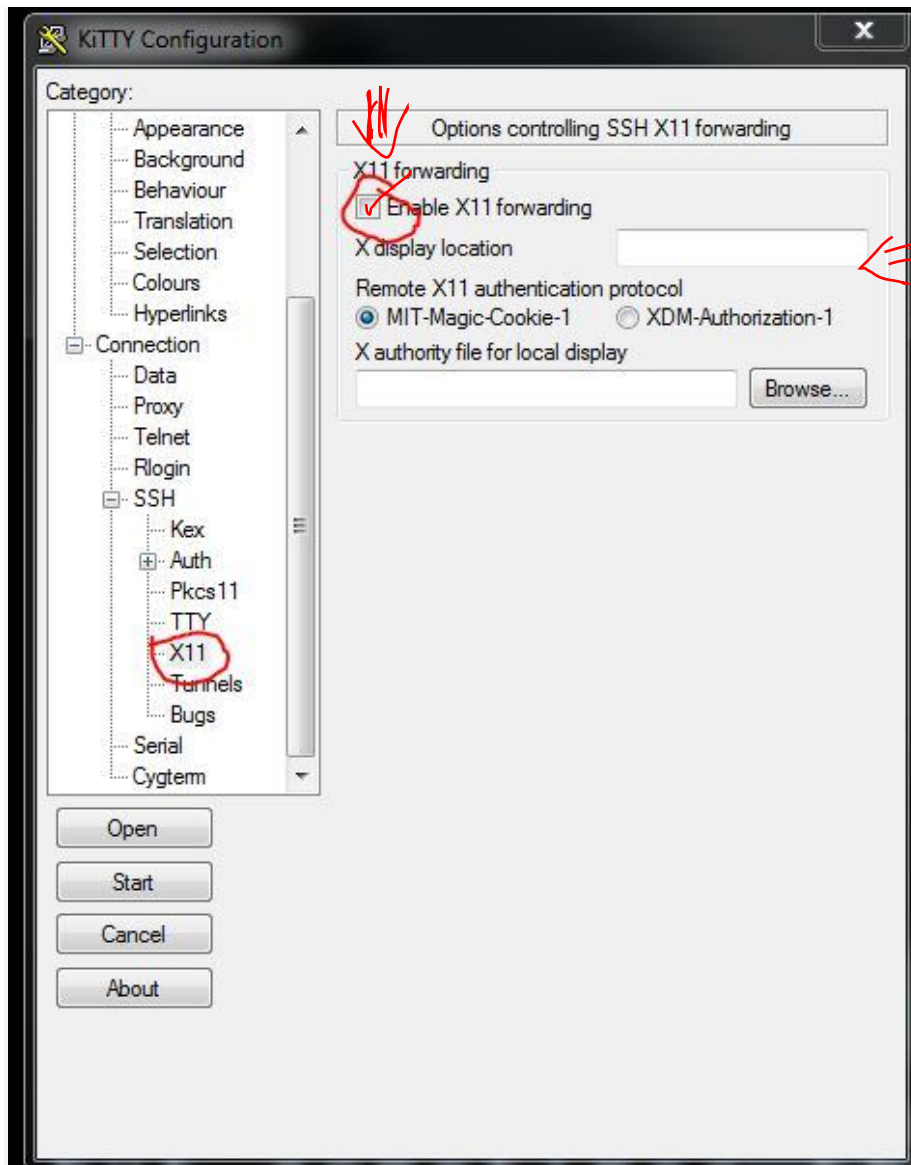 KiTTY Configuration
Category:
Appearance
Background
Behaviour
Translation
Selection
Colours
Hyperlinks
Connection
Data
Proxy
Telnet
Rlogin
SSH
Kex
Auth
Pkcs11
TTY
X11
Tunnels
Bugs
Serial
Cygterm
Options controlling SSH X11 forwarding
X11 forwarding
Enable X11 forwarding
X display location
Remote X11 authentication protocol
MIT-Magic-Cookie-1 XDM-Authorization-1
X authority file for local display
Browse...
Open
Start
Cancel
About